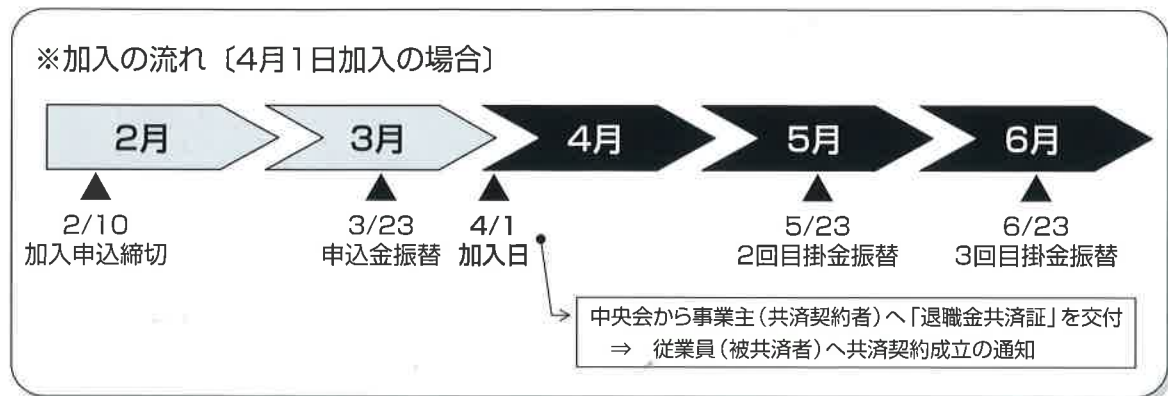 ※加入の流れ〔4月1日加入の場合〕
2月
3月
4月
5月
6月
2/10
加入申込締切
3/23
申込金振替
4/1
加入日
5/23
2回目掛金振替
6/23
3回目掛金振替
中央会から事業主(共済契約者)へ「退職金共済証」を交付
⇒ 従業員(被共済者)へ共済契約成立の通知